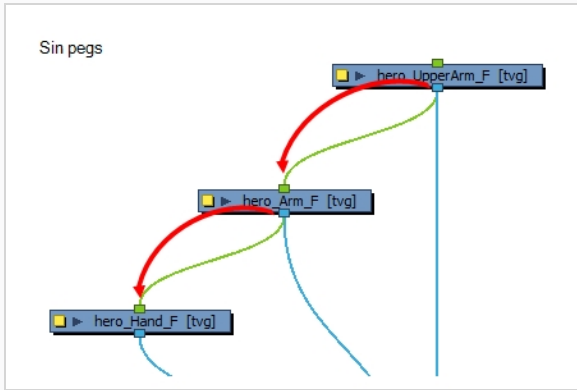 Sin pegs
hero_UpperArm_F [tvg]
hero_Arm_F [tvg]
hero_Hand_F [tvg]